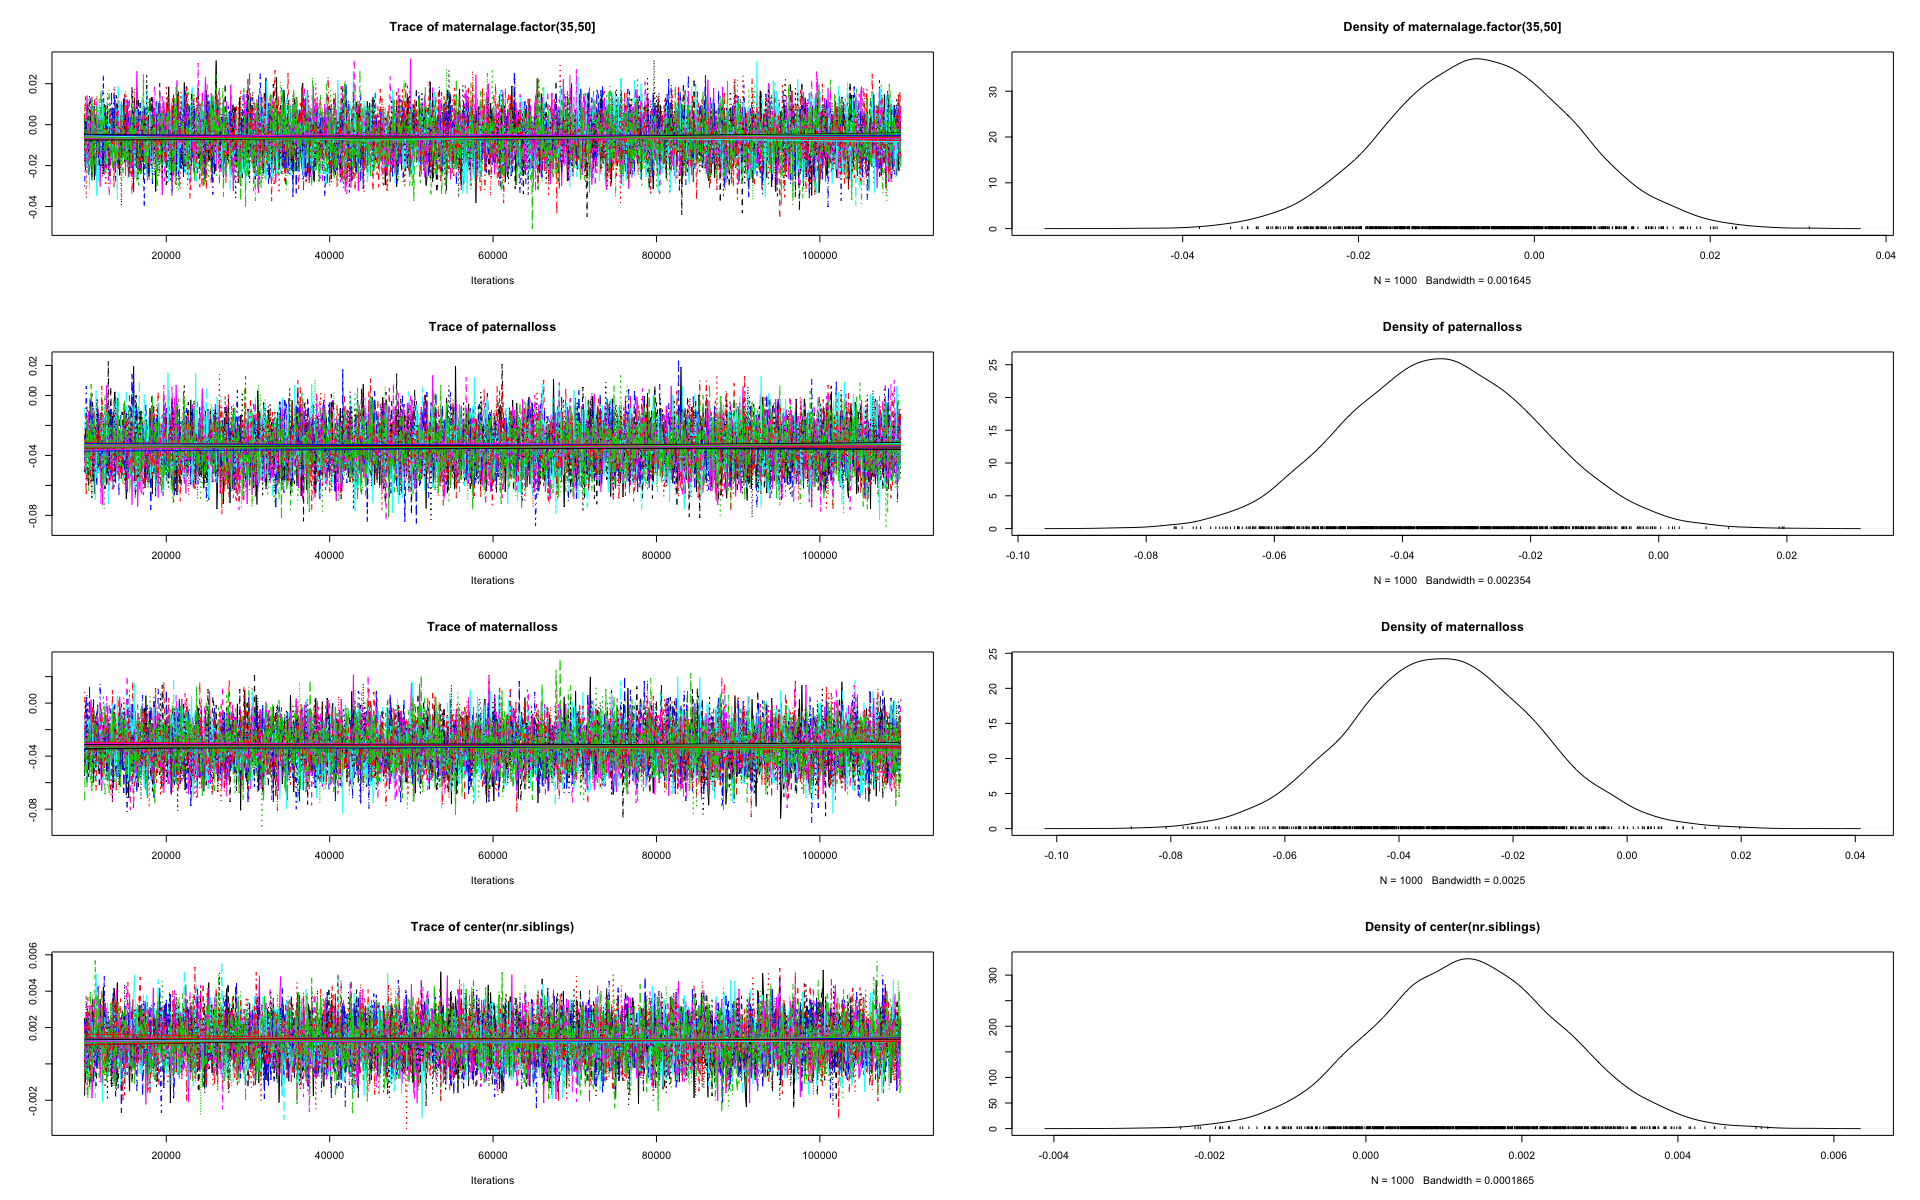 Trace of maternalage.factor(35,50]
0.02
0.00
-0.02
-0.04
20000 40000 60000 80000 100000
Iterations
Density of maternalage.factor(35,50]
30
20
10
0
-0.04 -0.02 0.00 0.02 0.04
N = 1000 Bandwidth = 0.001645
Trace of paternalloss
0.02
0.00
-0.04
-0.08
20000 40000 60000 80000 100000
Iterations
Density of paternalloss
25
20
15
10
5
0
-0.10 -0.08 -0.06 -0.04 -0.02 0.00 0.02
N = 1000 Bandwidth = 0.002354
Trace of maternalloss
0.00
-0.04
-0.08
20000 40000 60000 80000 100000
Iterations
Density of maternalloss
25
20
15
10
5
0
-0.10 -0.08 -0.06 -0.04 -0.02 0.00 0.02 0.04
N = 1000 Bandwidth = 0.0025
Trace of center(nr.siblings)
0.006
0.004
0.002
-0.002
20000 40000 60000 80000 100000
Iterations
Density of center(nr.siblings)
300
200
100
50
0
-0.004 -0.002 0.000 0.002 0.004 0.006
N = 1000 Bandwidth = 0.0001865